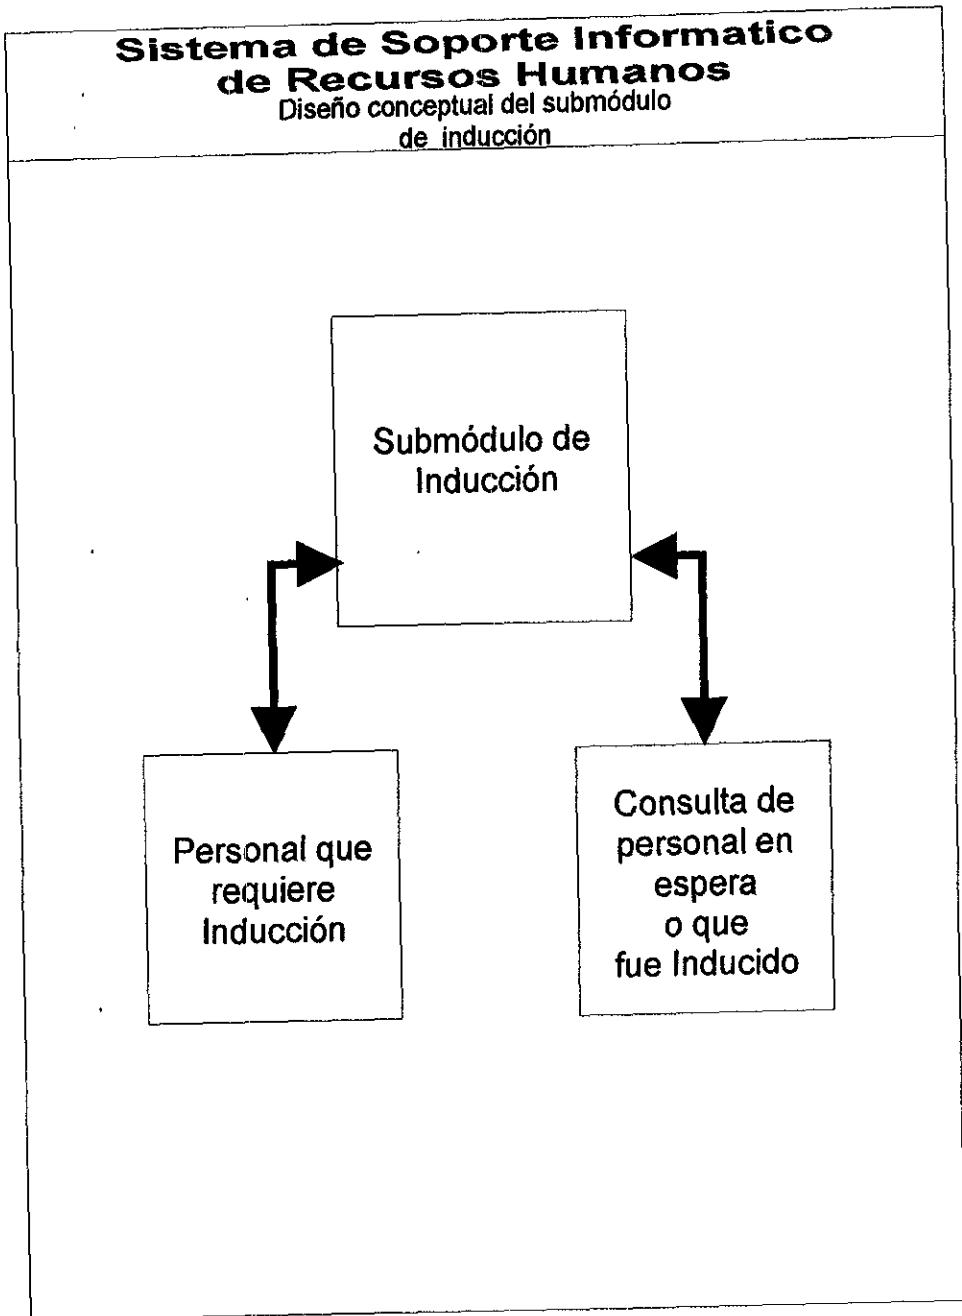 Sistema de Soporte Informatico
de Recursos Humanos
Diseño conceptual del submódulo
de inducción
Submódulo de
Inducción
Personal que
requiere
Inducción
Consulta de
personal en
espera
o que
fue Inducido